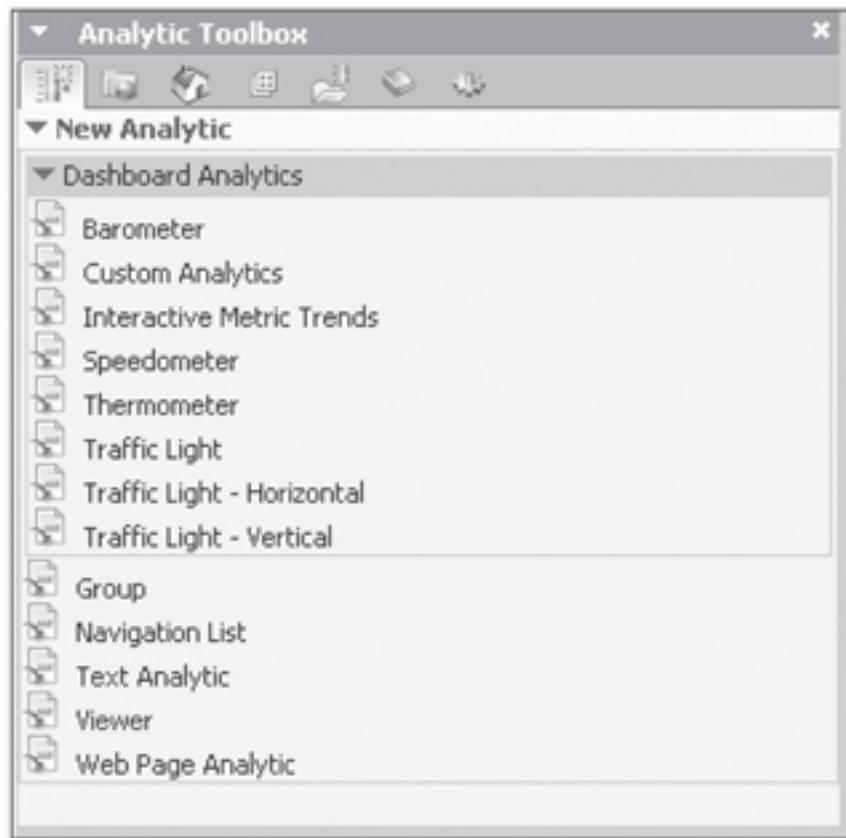 Analytic Toolbox
New Analytic
Dashboard Analytics
Barometer
Custom Analytics
Interactive Metric Trends
Speedometer
Thermometer
Traffic Light
Traffic Light - Horizontal
Traffic Light - Vertical
Group
Navigation List
Text Analytic
Viewer
Web Page Analytic